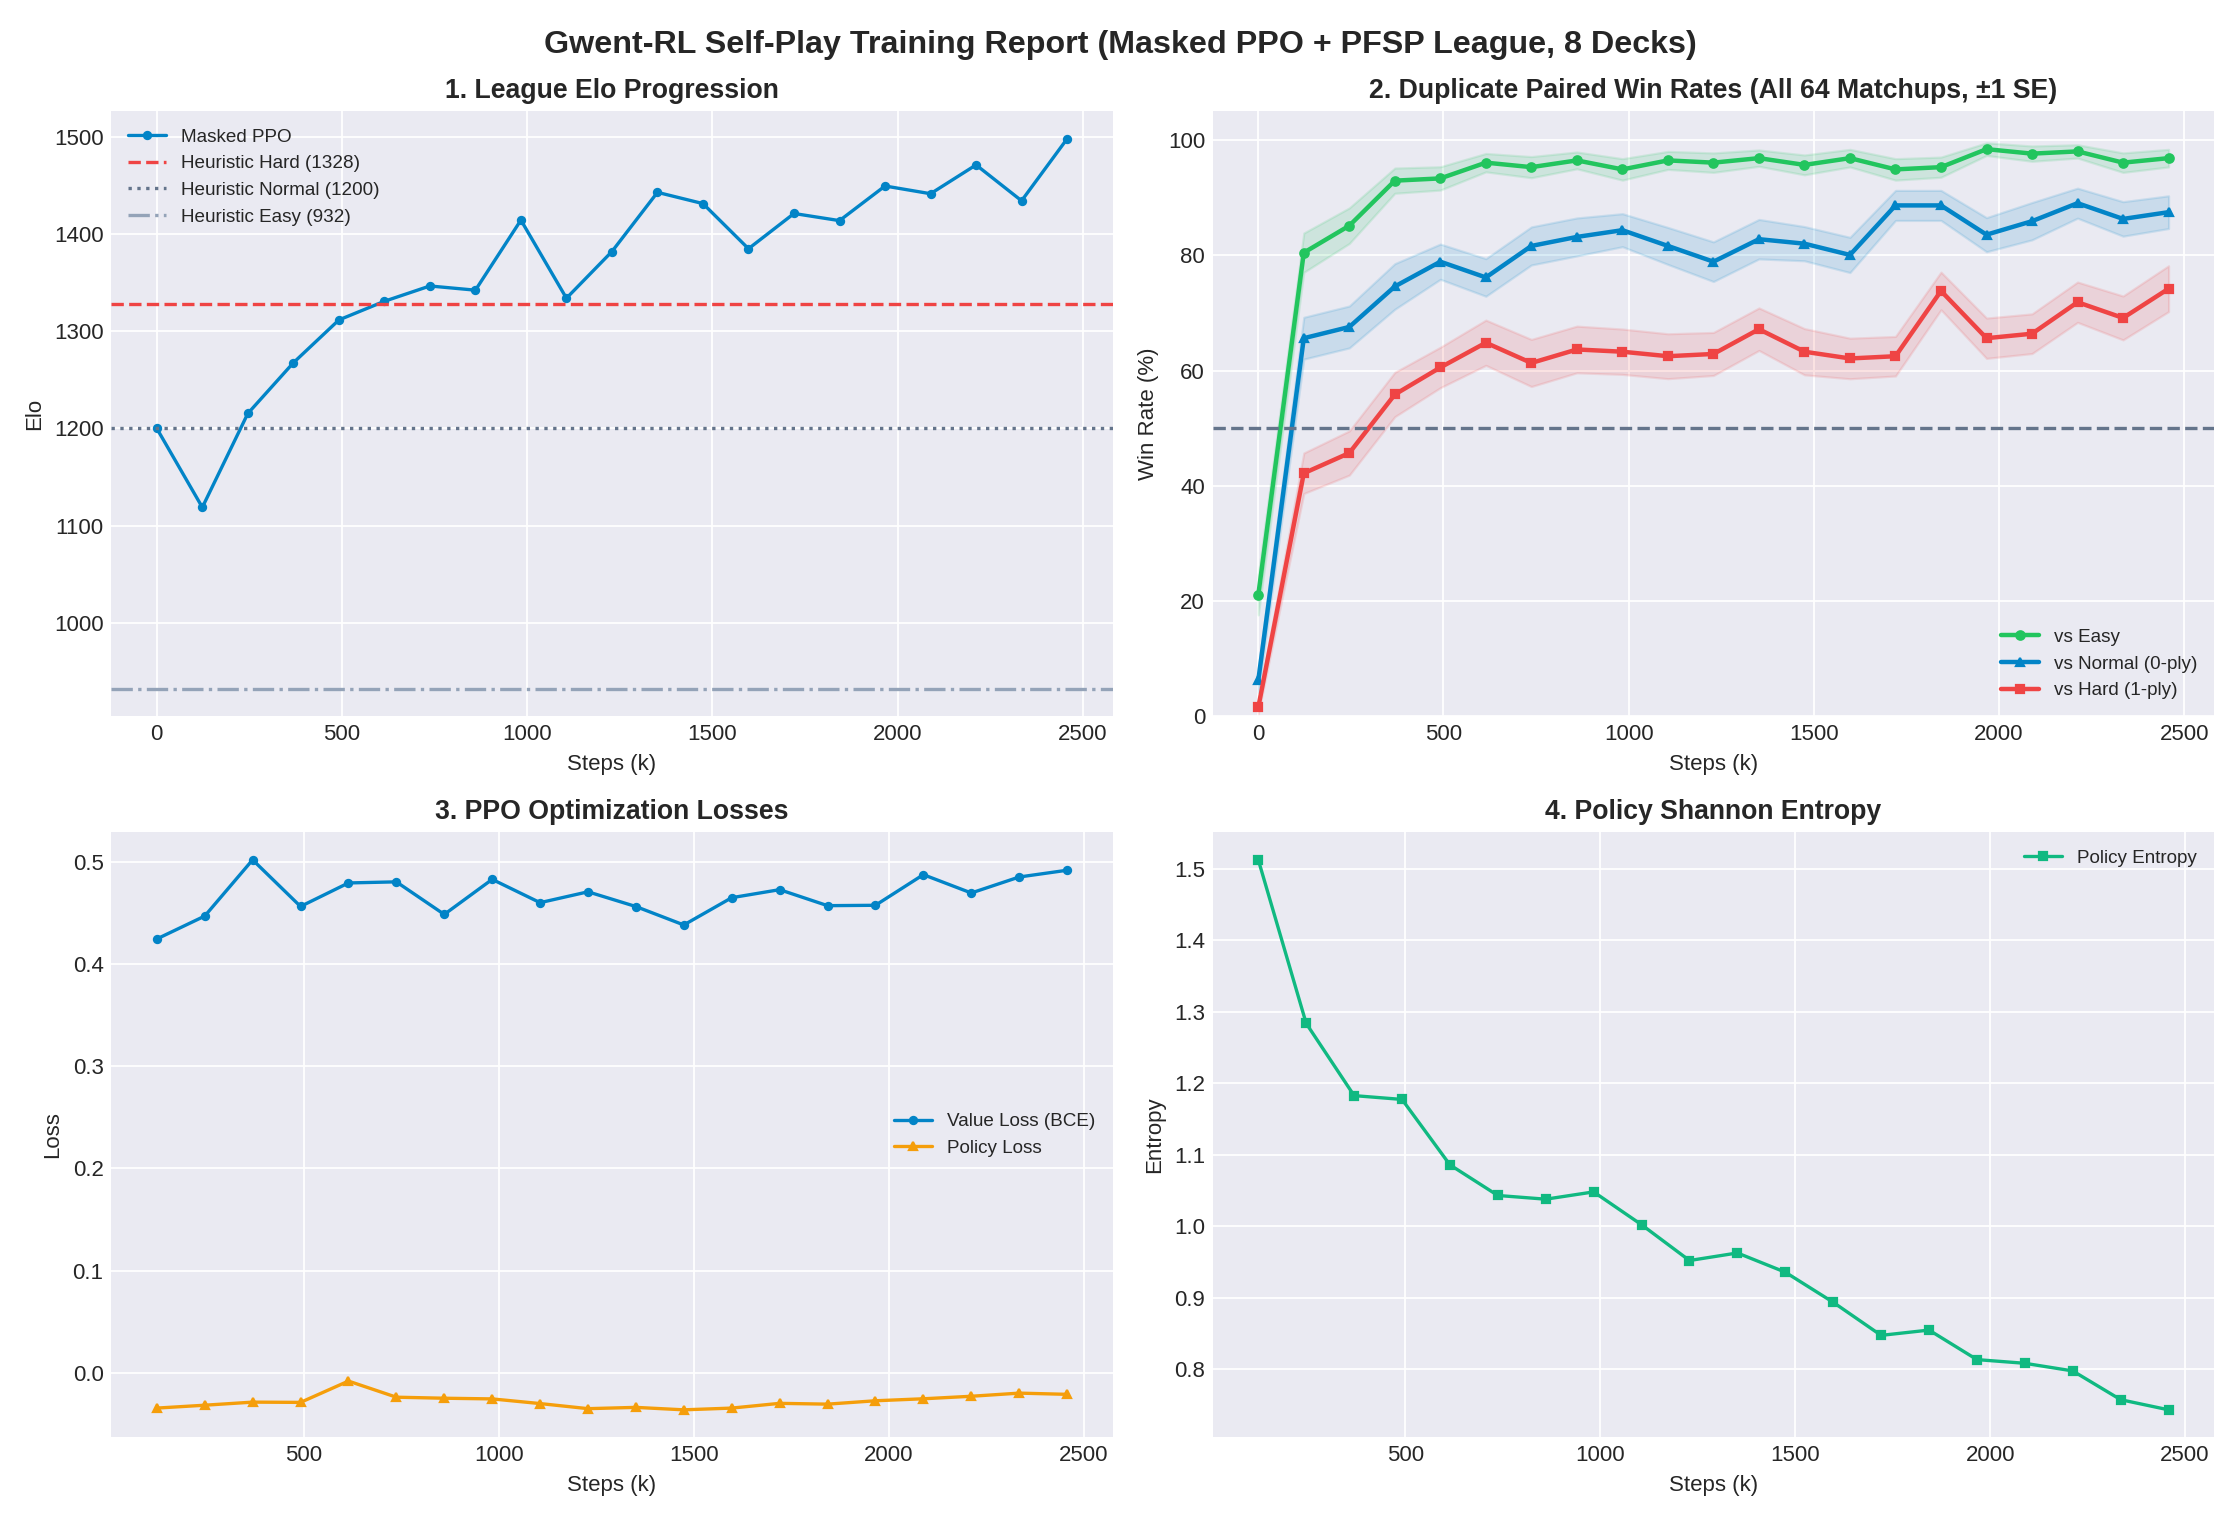 Gwent-RL Self-Play Training Report (Masked PPO + PFSP League, 8 Decks)
1. League Elo Progression
Masked PPO
Heuristic Hard (1328)
Heuristic Normal (1200)
Heuristic Easy (932)
1500
1400
1300
1200
1100
1000
Elo
0
500
1000
1500
2000
2500
Steps (k)
2. Duplicate Paired Win Rates (All 64 Matchups, ±1 SE)
100
80
60
40
20
0
Win Rate (%)
vs Easy
vs Normal (0-ply)
vs Hard (1-ply)
0
500
1000
1500
2000
2500
Steps (k)
3. PPO Optimization Losses
0.5
0.4
0.3
0.2
0.1
0.0
Loss
Value Loss (BCE)
Policy Loss
500
1000
1500
2000
2500
Steps (k)
4. Policy Shannon Entropy
Policy Entropy
1.5
1.4
1.3
1.2
1.1
1.0
0.9
0.8
Entropy
500
1000
1500
2000
2500
Steps (k)